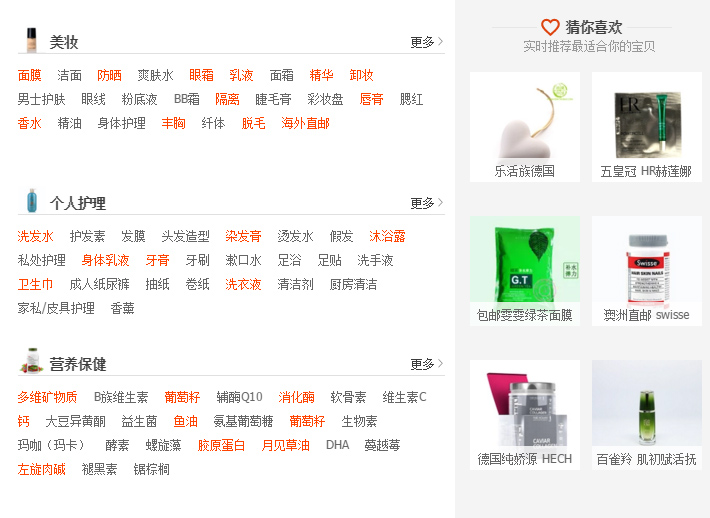 美妆
更多
面膜 洁面 防晒 爽肤水 眼霜 乳液 面霜 精华 卸妆
男士护肤 眼线 粉底液 BB霜 隔离 睫毛膏 彩妆盘 唇膏 腮红
香水 精油 身体护理 丰胸 纤体 脱毛 海外直邮
个人护理
更多
洗发水 护发素 发膜 头发造型 染发膏 烫发水 假发 沐浴露
私处护理 身体乳液 牙膏 牙刷 漱口水 足浴 足贴 洗手液
卫生巾 成人纸尿裤 抽纸 卷纸 洗衣液 清洁剂 厨房清洁
家私/皮具护理 香薰
营养保健
更多
多维矿物质 B族维生素 葡萄籽 辅酶Q10 消化酶 软骨素 维生素C
钙 大豆异黄酮 益生菌 鱼油 氨基葡萄糖 葡萄籽 生物素
玛咖（玛卡） 酵素 螺旋藻 胶原蛋白 月见草油 DHA 蔓越莓
左旋肉碱 褪黑素 锯棕榈
猜你喜欢
实时推荐最适合你的宝贝
乐活族德国
HR
五皇冠 HR赫莲娜
G.T
补水
弹力
包邮雯雯绿茶面膜
Swisse
HAIR SKIN NAILS
澳洲直邮 swisse
CAVIAR
德国纯娇源 HECH
百雀羚 肌初赋活抚